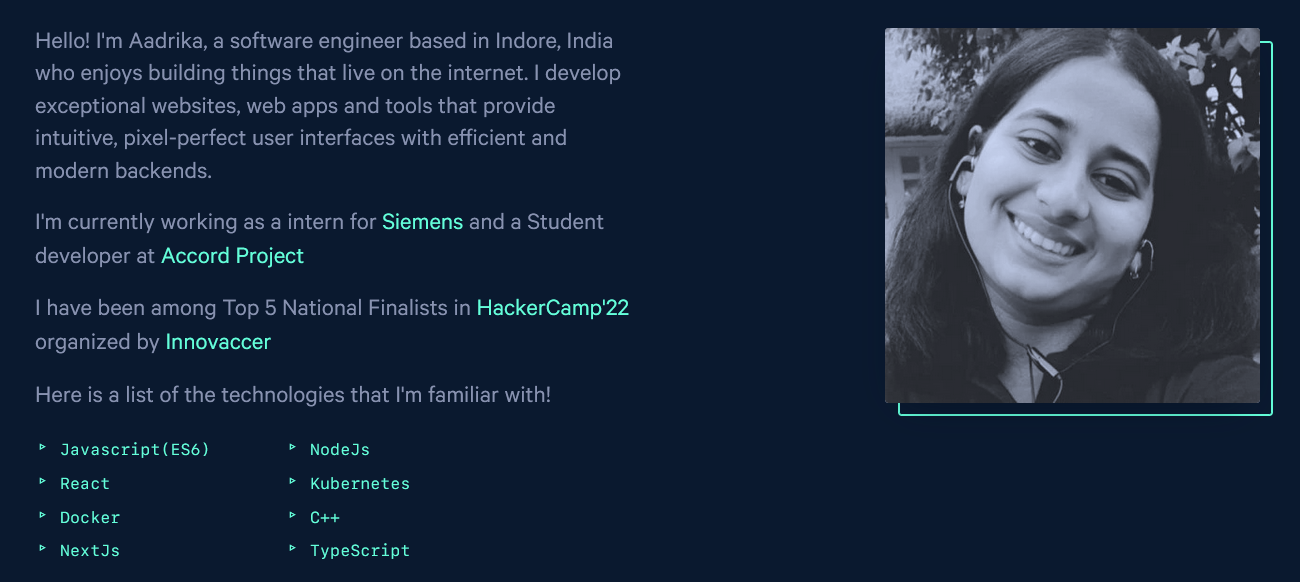 Hello! I'm Aadrika, a software engineer based in Indore, India
who enjoys building things that live on the internet. I develop
exceptional websites, web apps and tools that provide
intuitive, pixel-perfect user interfaces with efficient and
modern backends.
I'm currently working as a intern for Siemens and a Student
developer at Accord Project
I have been among Top 5 National Finalists in HackerCamp'22
organized by Innovaccer
Here is a list of the technologies that I'm familiar with!
Javascript(ES6)
NodeJs
React
Kubernetes
Docker
C++
NextJs
TypeScript